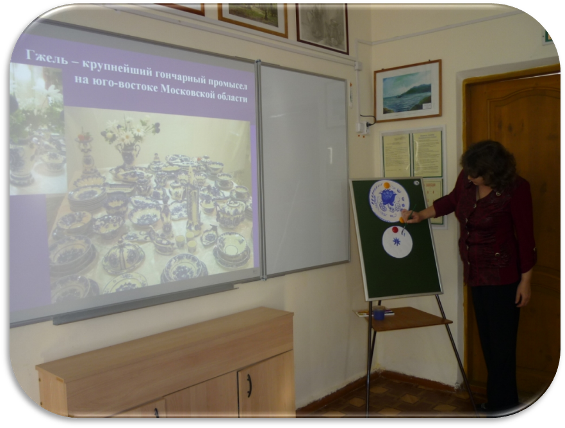 Гжель – крупнейший гончарный промысел
на юго-востоке Московской области